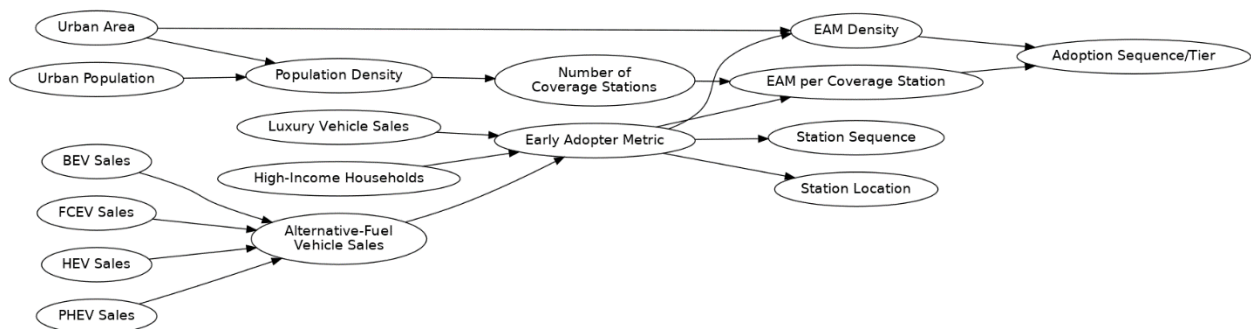 Urban Area
EAM Density
Adoption Sequence/Tier
Urban Population
Population Density
Number of
Coverage Stations
EAM per Coverage Station
Luxury Vehicle Sales
Early Adopter Metric
Station Sequence
BEV Sales
High-Income Households
Station Location
FCEV Sales
Alternative-Fuel
Vehicle Sales
HEV Sales
PHEV Sales